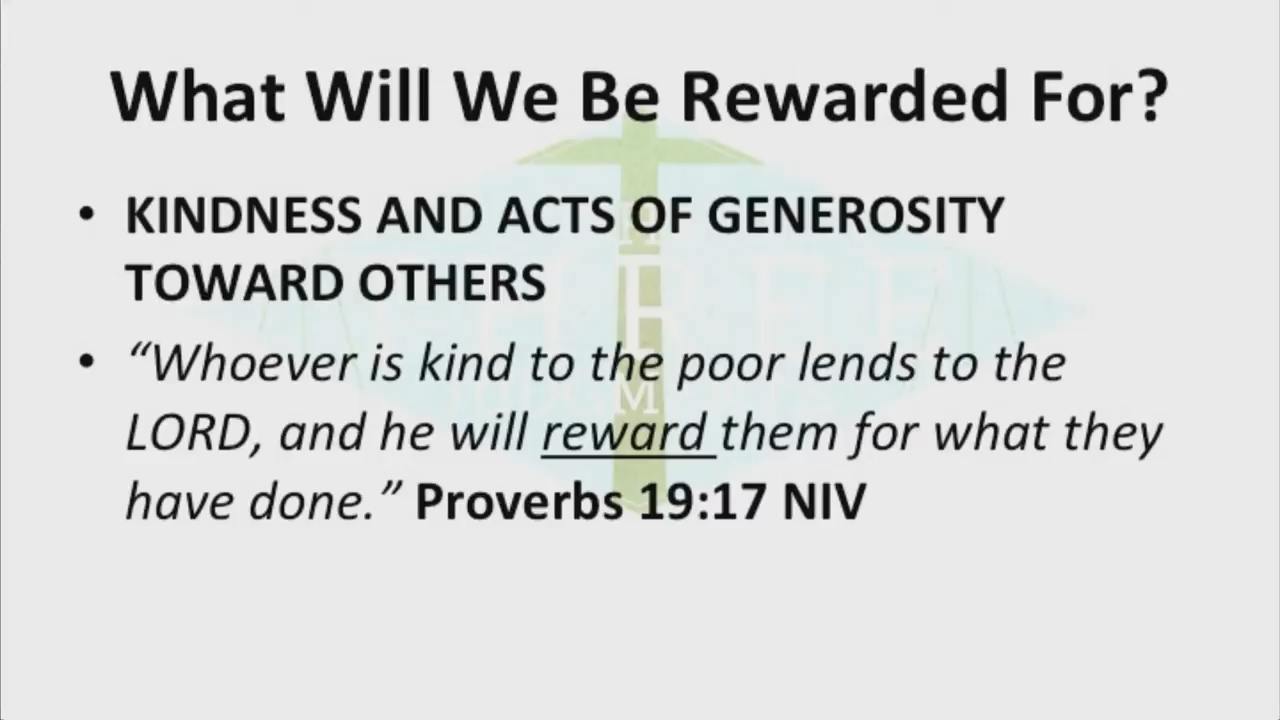 What Will We Be Rewarded For?
• KINDNESS AND ACTS OF GENEROSITY
TOWARD OTHERS
• “Whoever is kind to the poor lends to the
LORD, and he will reward them for what they
have done.” Proverbs 19:17 NIV